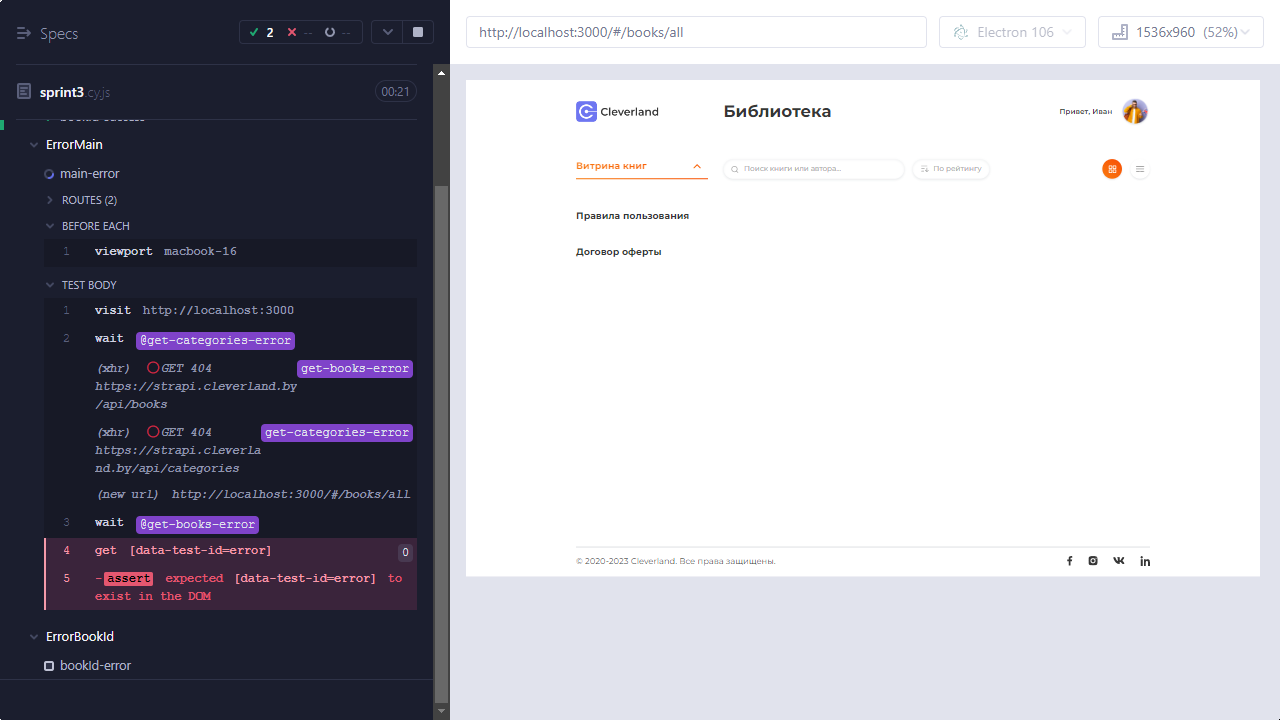 Specs
2
--
--
sprint3.cy.js
00:21
ErrorMain
main-error
ROUTES (2)
BEFORE EACH
1 viewport macbook-16
TEST BODY
1 visit http://localhost:3000
2 wait @get-categories-error
(xhr) GET 404 get-books-error
https://strapi.cleverland.by
/api/books
(xhr) GET 404 get-categories-error
https://strapi.cleverla
nd.by/api/categories
(new url) http://localhost:3000/#/books/all
3 wait @get-books-error
4 get [data-test-id=error] 0
5 -assert expected [data-test-id=error] to
exist in the DOM
ErrorBookId
bookId-error
http://localhost:3000/#/books/all
Electron 106
1536x960 (52%)
Cleverland
Библиотека
Привет, Иван
Витрина книг
Поиск книги или автора...
По рейтингу
Правила пользования
Договор оферты
© 2020-2023 Cleverland. Все права защищены.